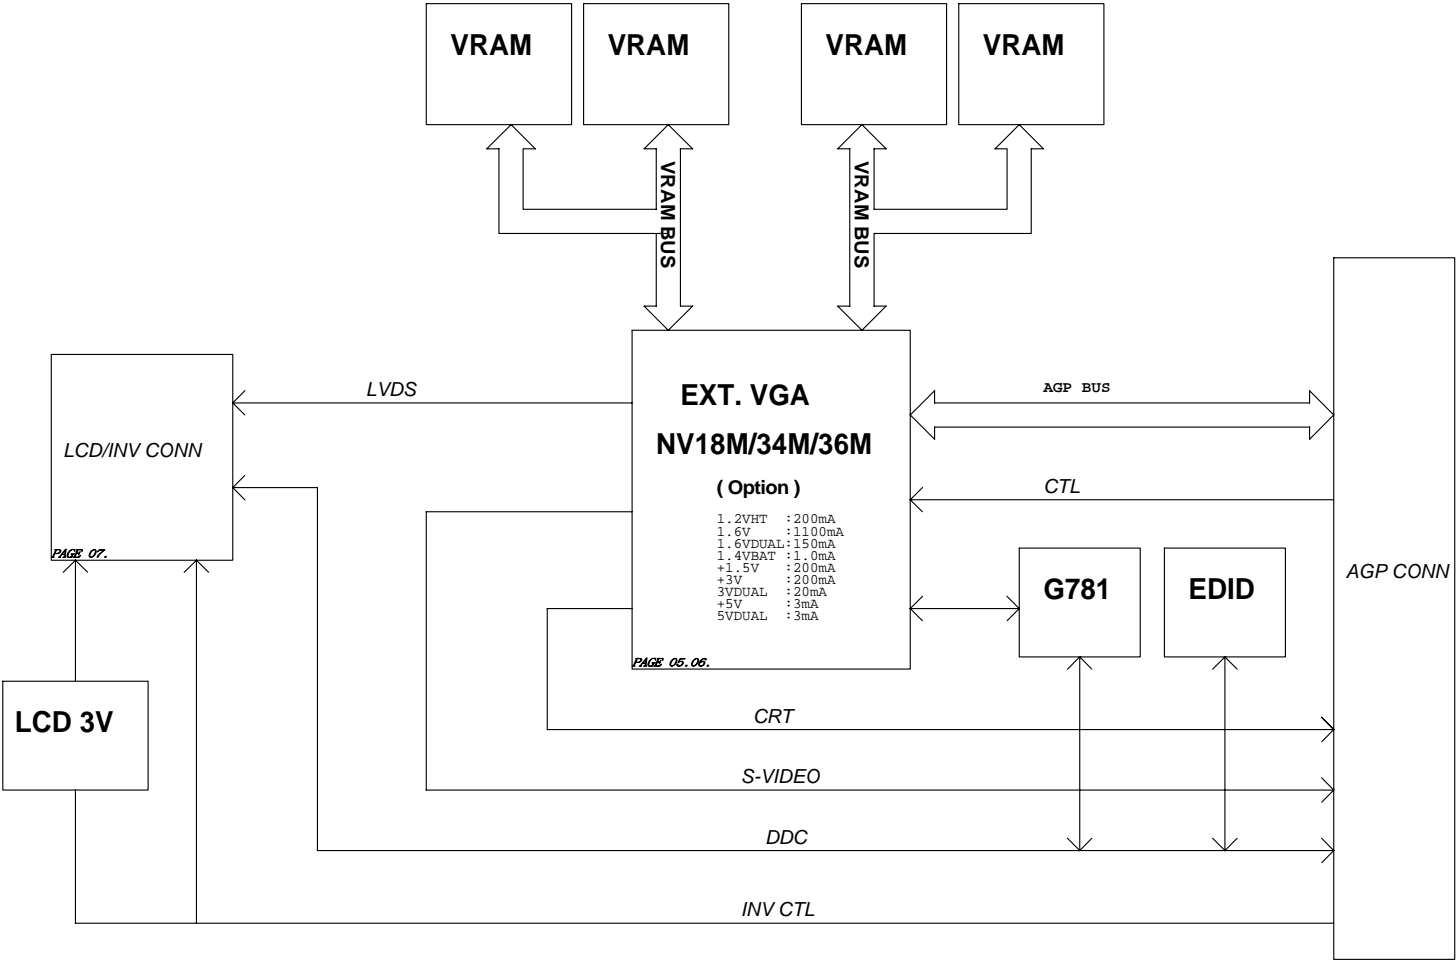 VRAM
VRAM
VRAM
VRAM
VRAM BUS
VRAM BUS
LVDS
LCD/INV CONN
PAGE 07.
EXT. VGA
NV18M/34M/36M
( Option )
1.2VHT :200mA
1.6V :1100mA
1.6VDUAL:150mA
1.4VBAT :1.0mA
+1.5V :200mA
+3V :200mA
3VDUAL :20mA
+5V :3mA
5VDUAL :3mA
PAGE 05.06.
AGP BUS
CTL
G781
EDID
AGP CONN
LCD 3V
CRT
S-VIDEO
DDC
INV CTL